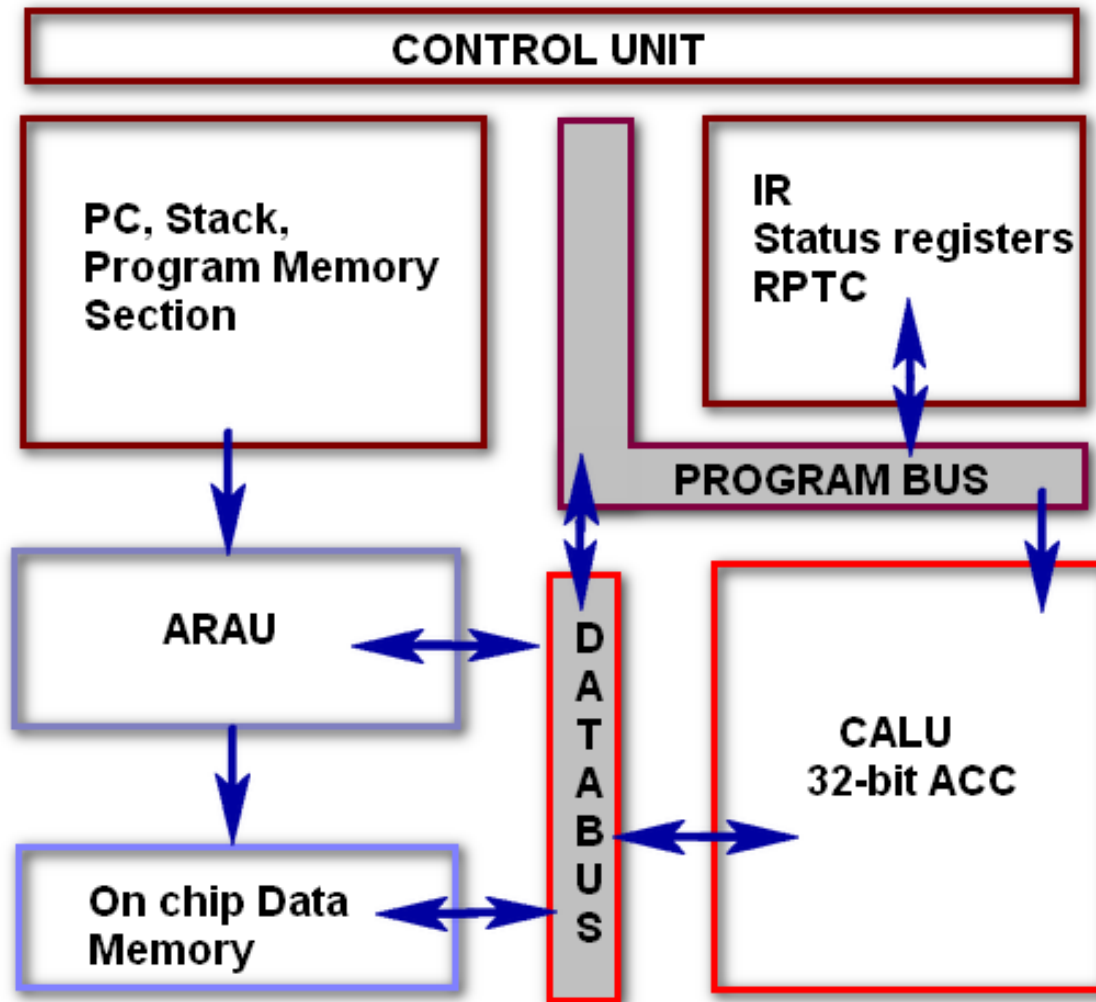 CONTROL UNIT
PC, Stack,
Program Memory
Section
IR
Status registers
RPTC
PROGRAM BUS
ARAU
DATABUS
CALU
32-bit ACC
On chip Data
Memory